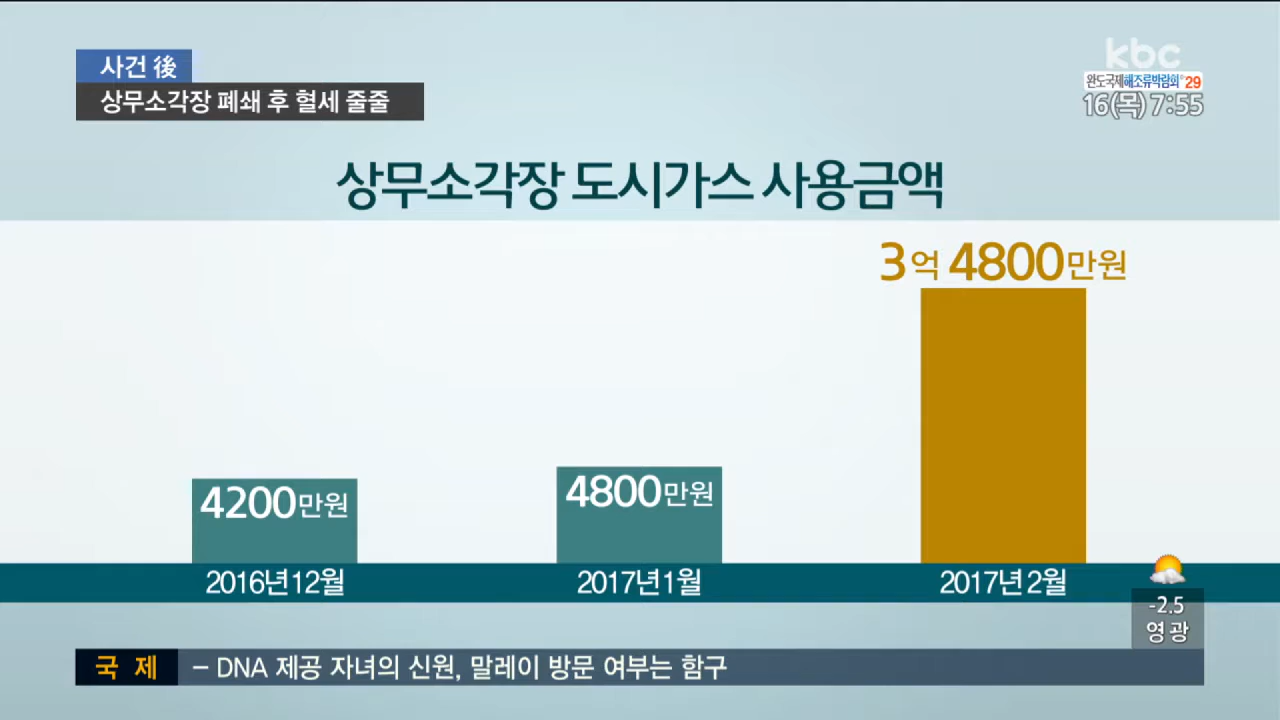 사건 後
상무소각장 폐쇄 후 혈세 줄줄
kbc
완도국제해조류박람회 29
16(목) 7:55
상무소각장 도시가스 사용금액
3억 4800만원
4200만원
4800만원
2016년12월
2017년1월
2017년 2월
-2.5
영광
국 제
– DNA 제공 자녀의 신원, 말레이 방문 여부는 함구